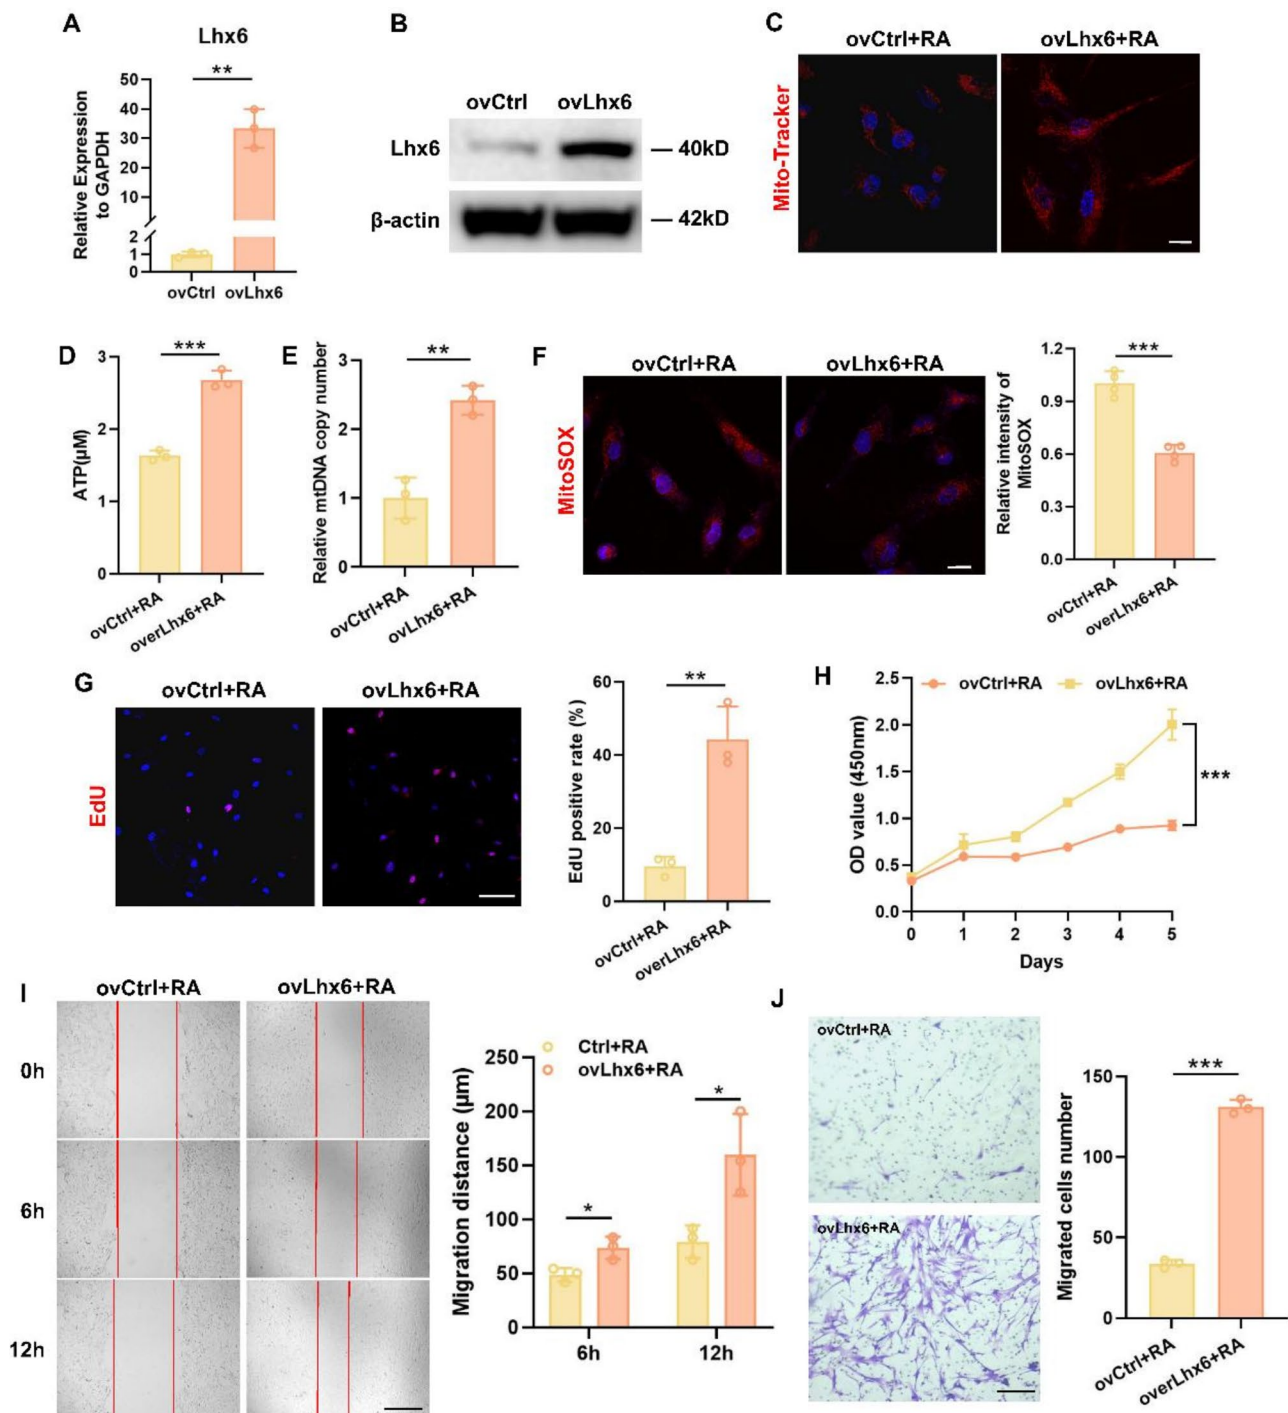 A
Lhx6
**
Relative Expression
to GAPDH
50
40
30
20
10
2
1
0
ovCtrl ovLhx6
B
ovCtrl ovLhx6
Lhx6 — 40kD
β-actin — 42kD
C
ovCtrl+RA ovLhx6+RA
Mito-Tracker
D
***
ATP(μM)
3
2
1
0
ovCtrl+RA
overLhx6+RA
E
**
Relative mtDNA copy number
3
2
1
0
ovCtrl+RA
ovLhx6+RA
F
ovCtrl+RA ovLhx6+RA
MitoSOX
***
Relative intensity of
MitoSOX
1.2
0.9
0.6
0.3
0.0
ovCtrl+RA
overLhx6+RA
G
ovCtrl+RA ovLhx6+RA
EdU
**
EdU positive rate (%)
60
40
20
0
ovCtrl+RA
overLhx6+RA
H
ovCtrl+RA ovLhx6+RA
OD value (450nm)
2.5
2.0
1.5
1.0
0.5
0.0
***
0 1 2 3 4 5
Days
I
ovCtrl+RA ovLhx6+RA
0h
6h
12h
Ctrl+RA
ovLhx6+RA
Migration distance (μm)
250
200
150
100
50
0
*
*
6h 12h
J
ovCtrl+RA
ovLhx6+RA
***
Migrated cells number
150
100
50
0
ovCtrl+RA
overLhx6+RA